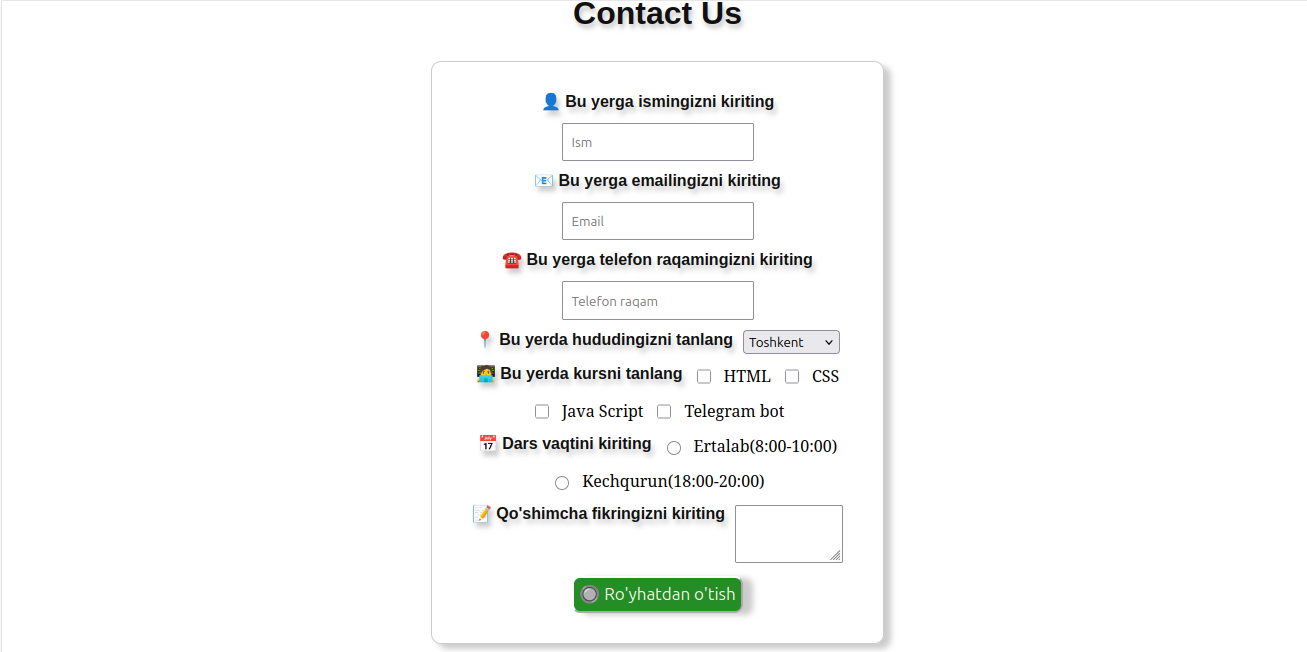 Contact Us
👤 Bu yerga ismingizni kiriting
Ism
📧 Bu yerga emailingizni kiriting
Email
☎️ Bu yerga telefon raqamingizni kiriting
Telefon raqam
📍 Bu yerda hududingizni tanlang Toshkent
🧑‍💻 Bu yerda kursni tanlang HTML CSS
Java Script Telegram bot
📅 Dars vaqtini kiriting Ertalab(8:00-10:00)
Kechqurun(18:00-20:00)
📝 Qo'shimcha fikringizni kiriting
🔘 Ro'yhatdan o'tish